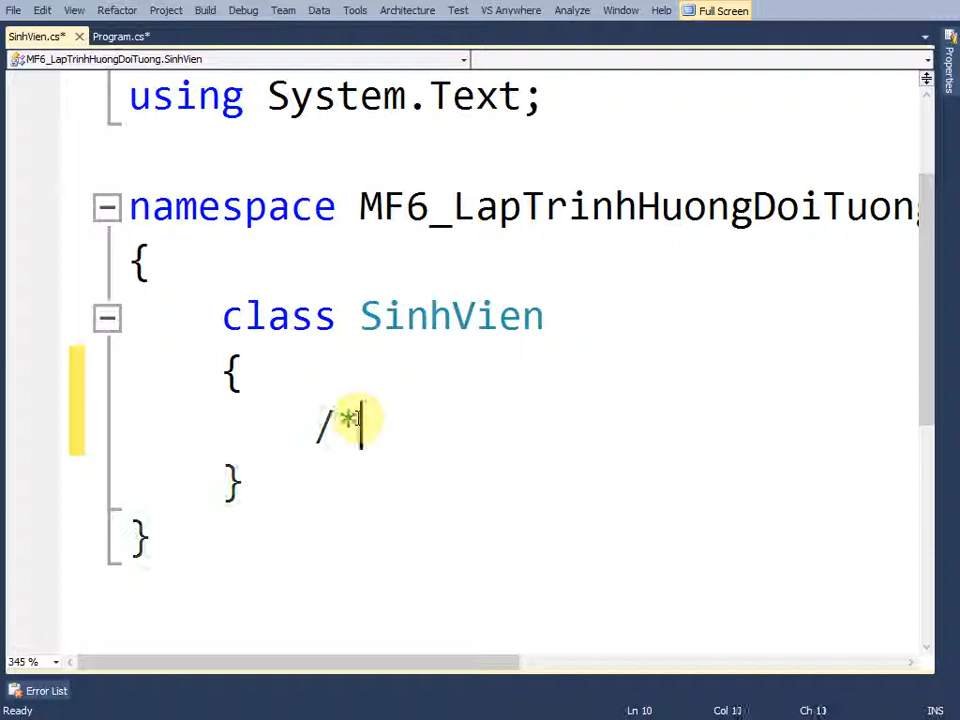 File Edit View Refactor Project Build Debug Team Data Tools Architecture Test VS Anywhere Analyze Window Help Full Screen
SinhVien.cs* Program.cs*
MF6_LapTrinhHuongDoiTuong.SinhVien
Properties
using System.Text;
namespace MF6_LapTrinhHuongDoiTuong
{
class SinhVien
{
/*
}
}
345 %
Error List
Ready Ln 10 Col 13 Ch 13 INS